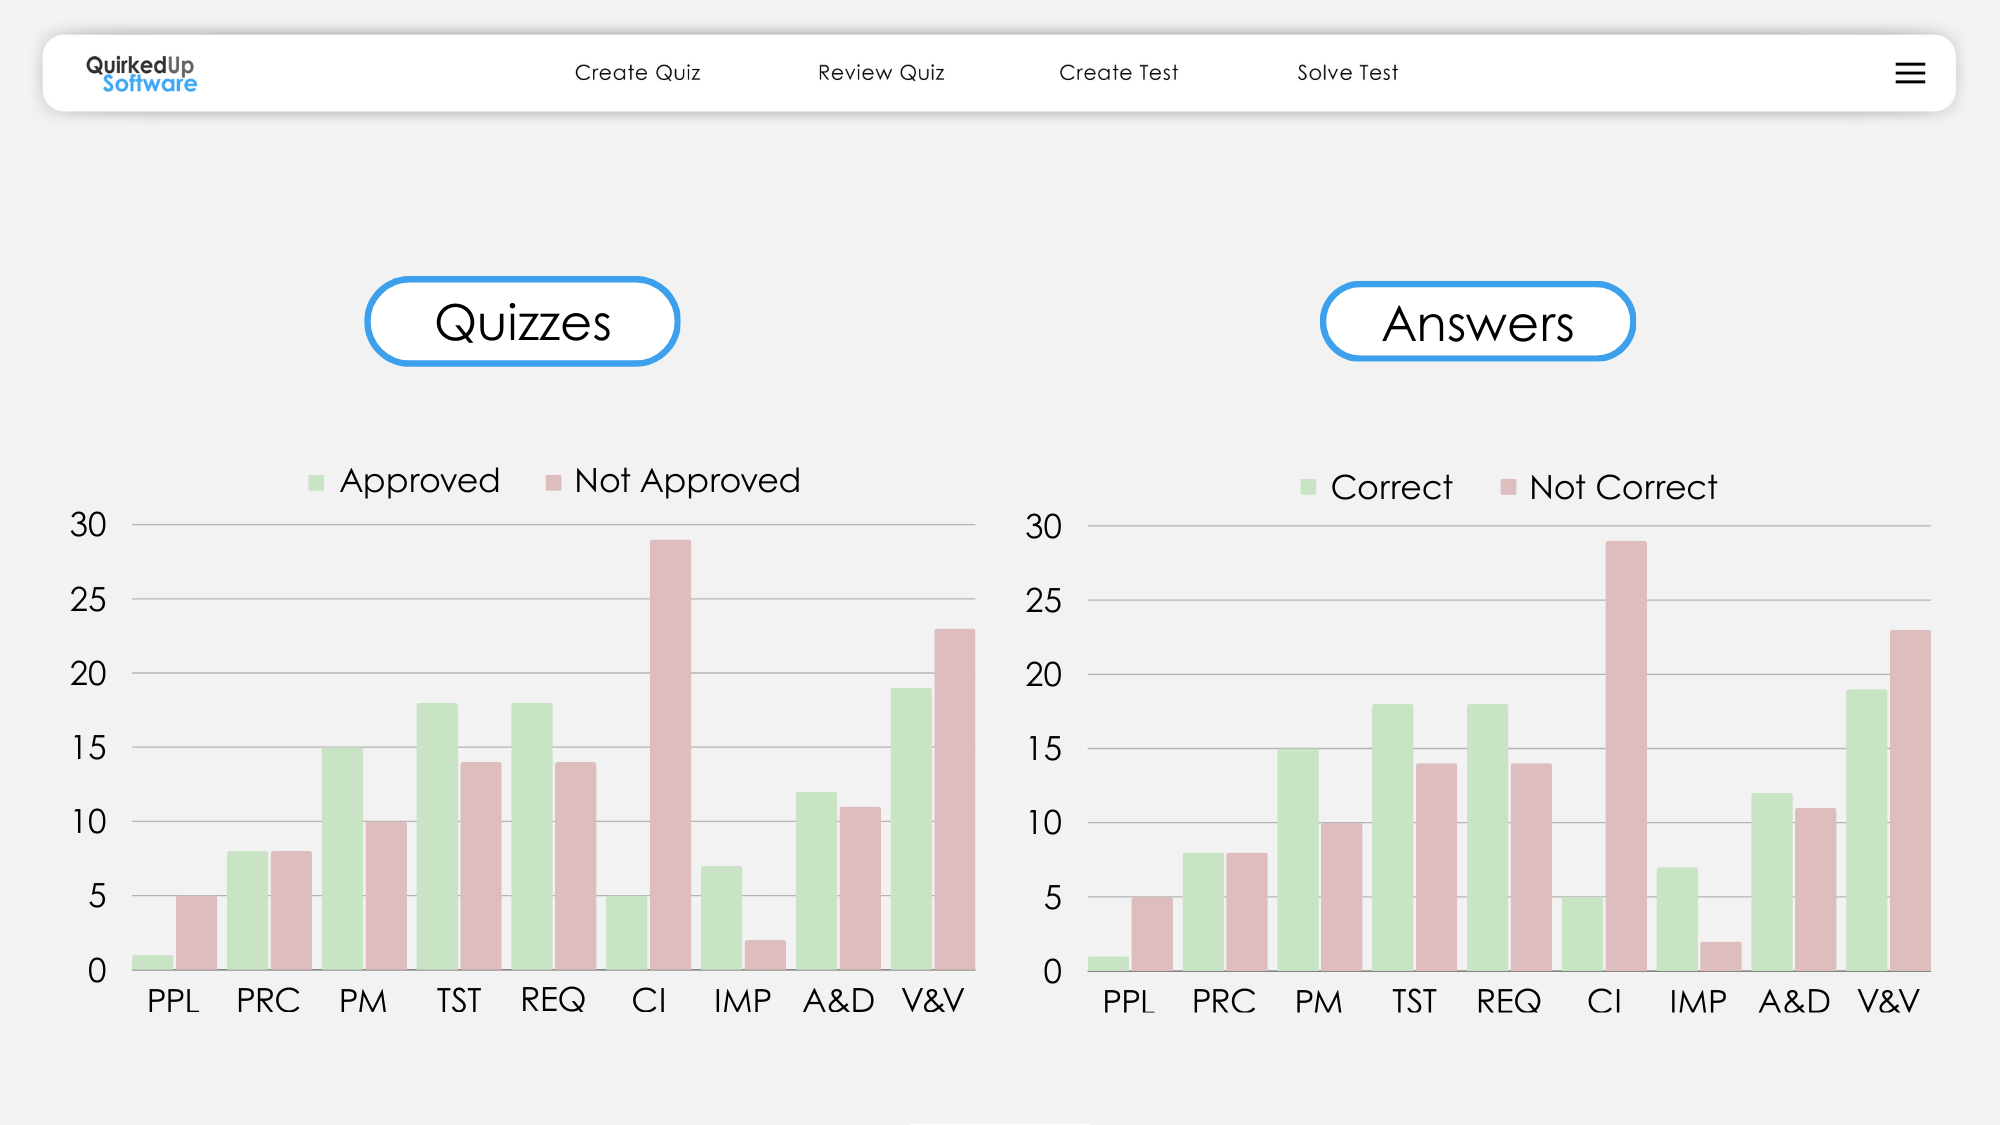 QuirkedUp
Software
Create Quiz
Review Quiz
Create Test
Solve Test
Quizzes
Approved
Not Approved
30
25
20
15
10
5
0
PPL
PRC
PM
TST
REQ
CI
IMP
A&D
V&V
Answers
Correct
Not Correct
30
25
20
15
10
5
0
PPL
PRC
PM
TST
REQ
CI
IMP
A&D
V&V